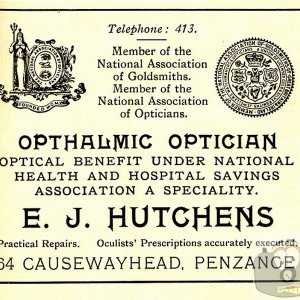 Telephone: 413.
Member of the
National Association
of Goldsmiths.
Member of the
National Association
of Opticians.
OPTHALMIC OPTICIAN
OPTICAL BENEFIT UNDER NATIONAL
HEALTH AND HOSPITAL SAVINGS
ASSOCIATION A SPECIALITY.
E. J. HUTCHENS
Practical Repairs. Oculists' Prescriptions accurately executed,
64 CAUSEWAYHEAD, PENZANCE